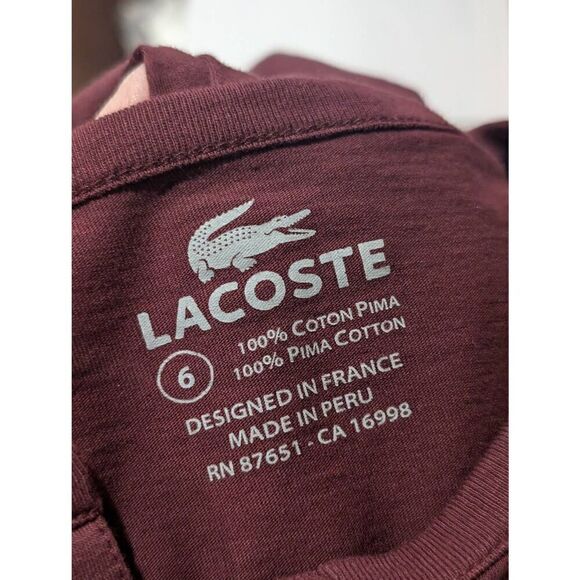 LACOSTE
6
100% COTON PIMA
100% PIMA COTTON
DESIGNED IN FRANCE
MADE IN PERU
RN 87651 - CA 16998